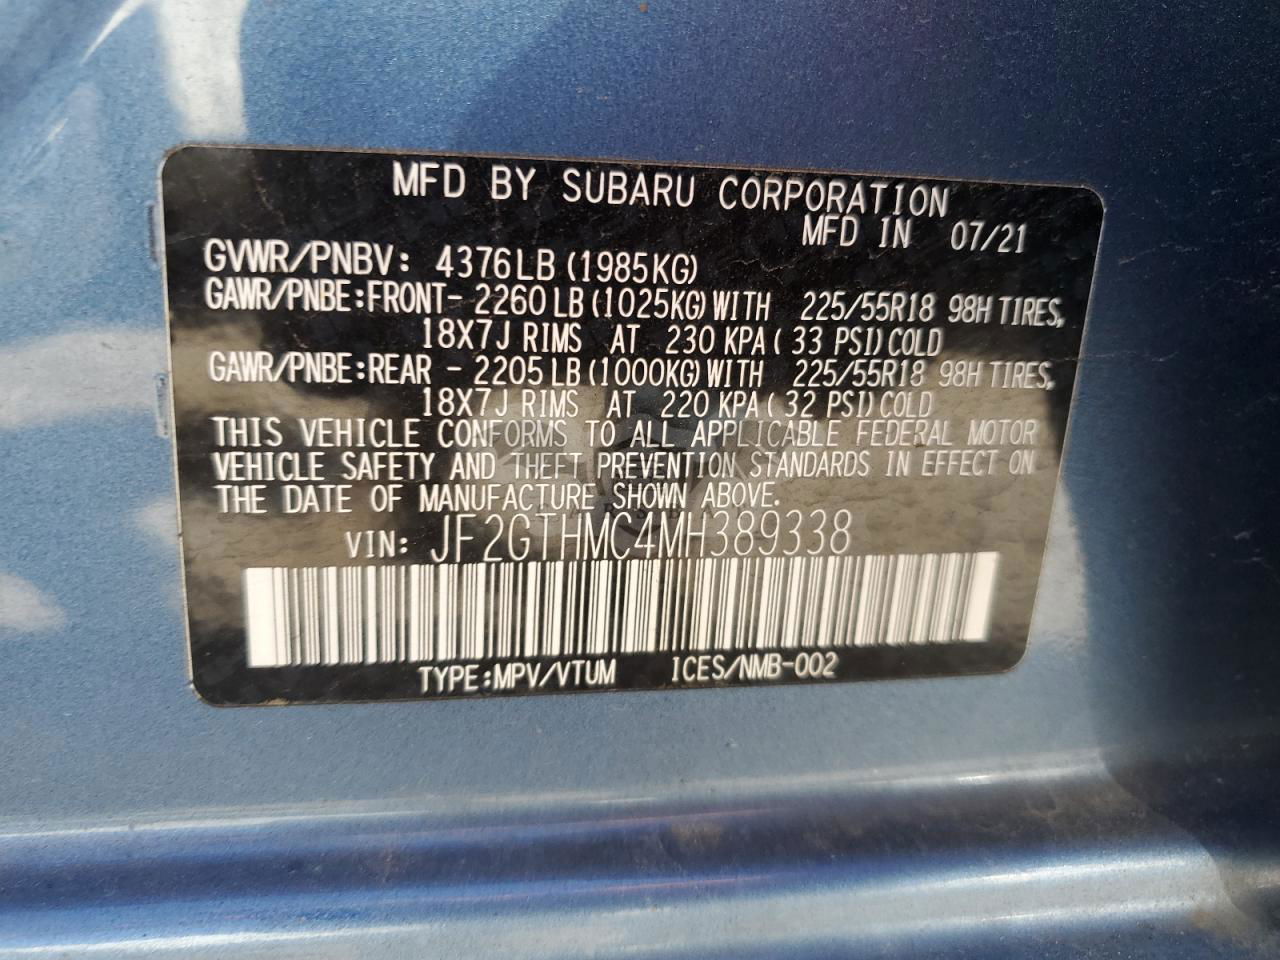 MFD BY SUBARU CORPORATION
MFD IN 07/21
GVWR/PNBV: 4376LB (1985KG)
GAWR/PNBE:FRONT- 2260 LB (1025KG) WITH 225/55R18 98H TIRES,
18X7J RIMS AT 230 KPA ( 33 PSI) COLD
GAWR/PNBE:REAR - 2205 LB (1000KG) WITH 225/55R18 98H TIRES,
18X7J RIMS AT 220 KPA ( 32 PSI) COLD
THIS VEHICLE CONFORMS TO ALL APPLICABLE FEDERAL MOTOR
VEHICLE SAFETY AND THEFT PREVENTION STANDARDS IN EFFECT ON
THE DATE OF MANUFACTURE SHOWN ABOVE.
VIN: JF2GTHMC4MH389338
TYPE:MPV/VTUM ICES/NMB-002